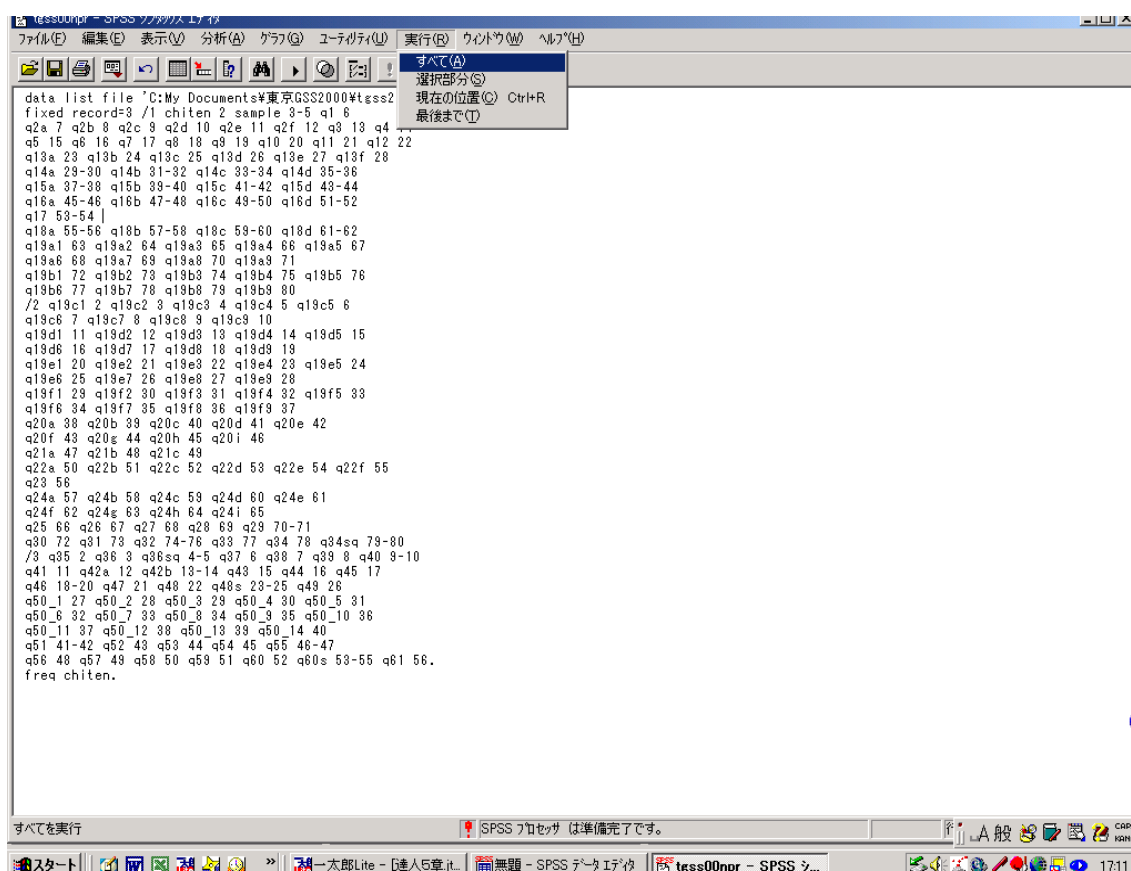 tgss00npr - SPSS シンタックス エディタ
ファイル(F) 編集(E) 表示(V) 分析(A) グラフ(G) ユーティリティ(U) 実行(R) ウィンドウ(W) ヘルプ(H)
すべて(A)
選択部分(S)
現在の位置(C) Ctrl+R
最後まで(T)
data list file 'C:My Documents¥東京GSS2000¥tgss2
fixed record=3 /1 chiten 2 sample 3-5 q1 6
q2a 7 q2b 8 q2c 9 q2d 10 q2e 11 q2f 12 q3 13 q4
q5 15 q6 16 q7 17 q8 18 q9 19 q10 20 q11 21 q12 22
q13a 23 q13b 24 q13c 25 q13d 26 q13e 27 q13f 28
q14a 29-30 q14b 31-32 q14c 33-34 q14d 35-36
q15a 37-38 q15b 39-40 q15c 41-42 q15d 43-44
q16a 45-46 q16b 47-48 q16c 49-50 q16d 51-52
q17 53-54
q18a 55-56 q18b 57-58 q18c 59-60 q18d 61-62
q19a1 63 q19a2 64 q19a3 65 q19a4 66 q19a5 67
q19a6 68 q19a7 69 q19a8 70 q19a9 71
q19b1 72 q19b2 73 q19b3 74 q19b4 75 q19b5 76
q19b6 77 q19b7 78 q19b8 79 q19b9 80
/2 q19c1 2 q19c2 3 q19c3 4 q19c4 5 q19c5 6
q19c6 7 q19c7 8 q19c8 9 q19c9 10
q19d1 11 q19d2 12 q19d3 13 q19d4 14 q19d5 15
q19d6 16 q19d7 17 q19d8 18 q19d9 19
q19e1 20 q19e2 21 q19e3 22 q19e4 23 q19e5 24
q19e6 25 q19e7 26 q19e8 27 q19e9 28
q19f1 29 q19f2 30 q19f3 31 q19f4 32 q19f5 33
q19f6 34 q19f7 35 q19f8 36 q19f9 37
q20a 38 q20b 39 q20c 40 q20d 41 q20e 42
q20f 43 q20g 44 q20h 45 q20i 46
q21a 47 q21b 48 q21c 49
q22a 50 q22b 51 q22c 52 q22d 53 q22e 54 q22f 55
q23 56
q24a 57 q24b 58 q24c 59 q24d 60 q24e 61
q24f 62 q24g 63 q24h 64 q24i 65
q25 66 q26 67 q27 68 q28 69 q29 70-71
q30 72 q31 73 q32 74-76 q33 77 q34 78 q34sq 79-80
/3 q35 2 q36 3 q36sq 4-5 q37 6 q38 7 q39 8 q40 9-10
q41 11 q42a 12 q42b 13-14 q43 15 q44 16 q45 17
q46 18-20 q47 21 q48 22 q48s 23-25 q49 26
q50_1 27 q50_2 28 q50_3 29 q50_4 30 q50_5 31
q50_6 32 q50_7 33 q50_8 34 q50_9 35 q50_10 36
q50_11 37 q50_12 38 q50_13 39 q50_14 40
q51 41-42 q52 43 q53 44 q54 45 q55 46-47
q56 48 q57 49 q58 50 q59 51 q60 52 q60s 53-55 q61 56.
freq chiten.
すべてを実行
SPSS プロセッサ は準備完了です。
A 般
CAP
KAN
スタート
一太郎Lite - [達人5章.jt...
無題 - SPSS データ エディタ
tgss00npr - SPSS シ...
17:11